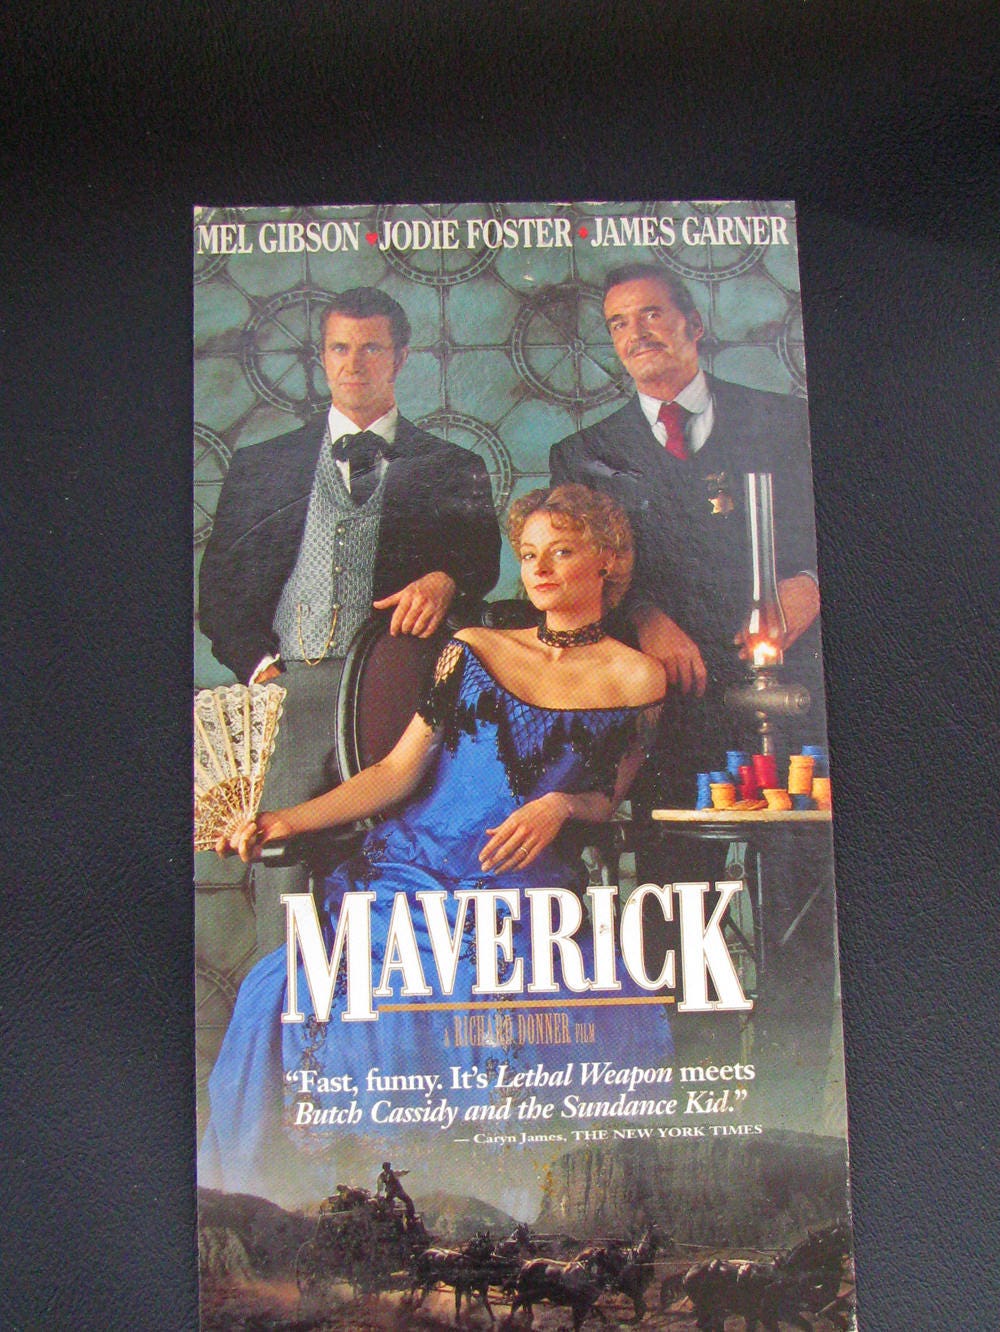 MEL GIBSON ♥ JODIE FOSTER ♦ JAMES GARNER
MAVERICK
A RICHARD DONNER FILM
“Fast, funny. It's Lethal Weapon meets
Butch Cassidy and the Sundance Kid.”
— Caryn James, THE NEW YORK TIMES